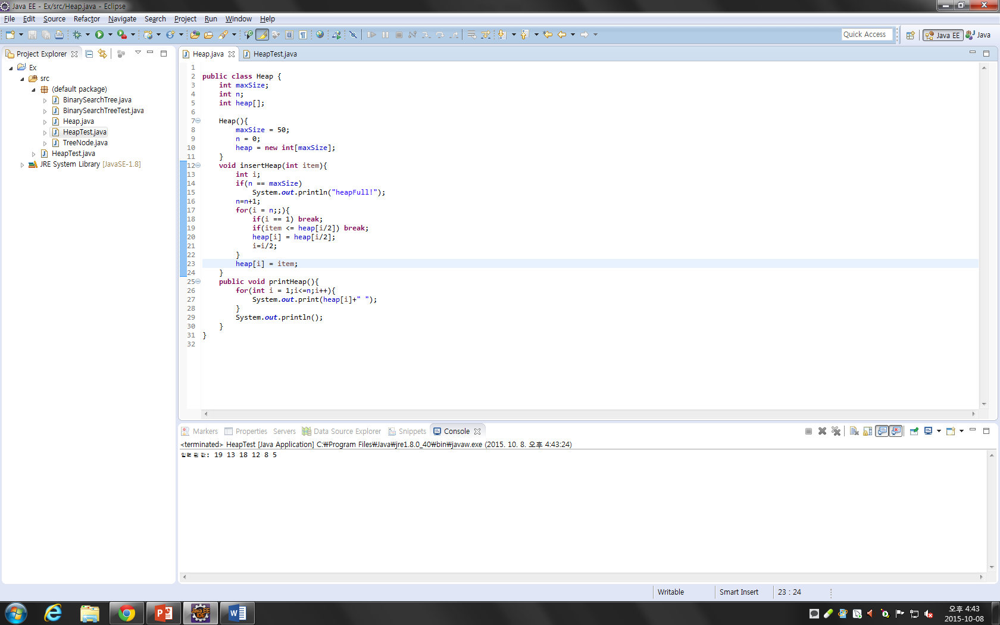 Java EE - Ex/src/Heap.java - Eclipse
File Edit Source Refactor Navigate Search Project Run Window Help
Quick Access
Java EE
Java
Project Explorer
Ex
src
(default package)
BinarySearchTree.java
BinarySearchTreeTest.java
Heap.java
HeapTest.java
TreeNode.java
HeapTest.java
JRE System Library [JavaSE-1.8]
Heap.java
HeapTest.java
1
2 public class Heap {
3 int maxSize;
4 int n;
5 int heap[];
6
7 Heap(){
8 maxSize = 50;
9 n = 0;
10 heap = new int[maxSize];
11 }
12 void insertHeap(int item){
13 int i;
14 if(n == maxSize)
15 System.out.println("heapFull!");
16 n=n+1;
17 for(i = n;;){
18 if(i == 1) break;
19 if(item <= heap[i/2]) break;
20 heap[i] = heap[i/2];
21 i=i/2;
22 }
23 heap[i] = item;
24 }
25 public void printHeap(){
26 for(int i = 1;i<=n;i++){
27 System.out.print(heap[i]+" ");
28 }
29 System.out.println();
30 }
31 }
32
Markers Properties Servers Data Source Explorer Snippets Console
<terminated> HeapTest [Java Application] C:₩Program Files₩Java₩jre1.8.0_40₩bin₩javaw.exe (2015. 10. 8. 오후 4:43:24)
입력 된 값: 19 13 18 12 8 5
Writable
Smart Insert
23 : 24
Java EE
IDE
오후 4:43
2015-10-08